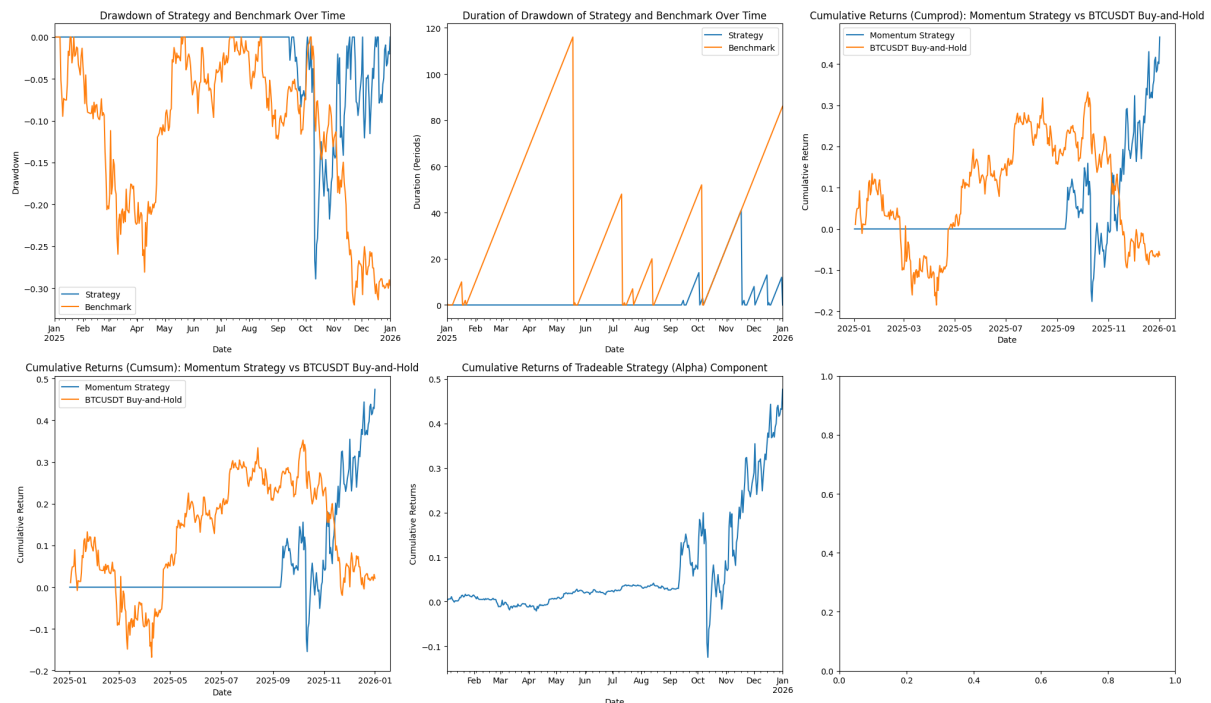 Drawdown of Strategy and Benchmark Over Time
0.00
−0.05
−0.10
−0.15
−0.20
−0.25
−0.30
Drawdown
Strategy
Benchmark
Jan
2025
Feb
Mar
Apr
May
Jun
Jul
Aug
Sep
Oct
Nov
Dec
Jan
2026
Date
Duration of Drawdown of Strategy and Benchmark Over Time
120
100
80
60
40
20
0
Duration (Periods)
Strategy
Benchmark
Jan
2025
Feb
Mar
Apr
May
Jun
Jul
Aug
Sep
Oct
Nov
Dec
Jan
2026
Date
Cumulative Returns (Cumprod): Momentum Strategy vs BTCUSDT Buy-and-Hold
0.4
0.3
0.2
0.1
0.0
−0.1
−0.2
Cumulative Return
Momentum Strategy
BTCUSDT Buy-and-Hold
2025-01
2025-03
2025-05
2025-07
2025-09
2025-11
2026-01
Date
Cumulative Returns (Cumsum): Momentum Strategy vs BTCUSDT Buy-and-Hold
0.5
0.4
0.3
0.2
0.1
0.0
−0.1
−0.2
Cumulative Return
Momentum Strategy
BTCUSDT Buy-and-Hold
2025-01
2025-03
2025-05
2025-07
2025-09
2025-11
2026-01
Date
Cumulative Returns of Tradeable Strategy (Alpha) Component
0.5
0.4
0.3
0.2
0.1
0.0
−0.1
Cumulative Returns
Feb
Mar
Apr
May
Jun
Jul
Aug
Sep
Oct
Nov
Dec
Jan
2026
Date
1.0
0.8
0.6
0.4
0.2
0.0
0.0
0.2
0.4
0.6
0.8
1.0